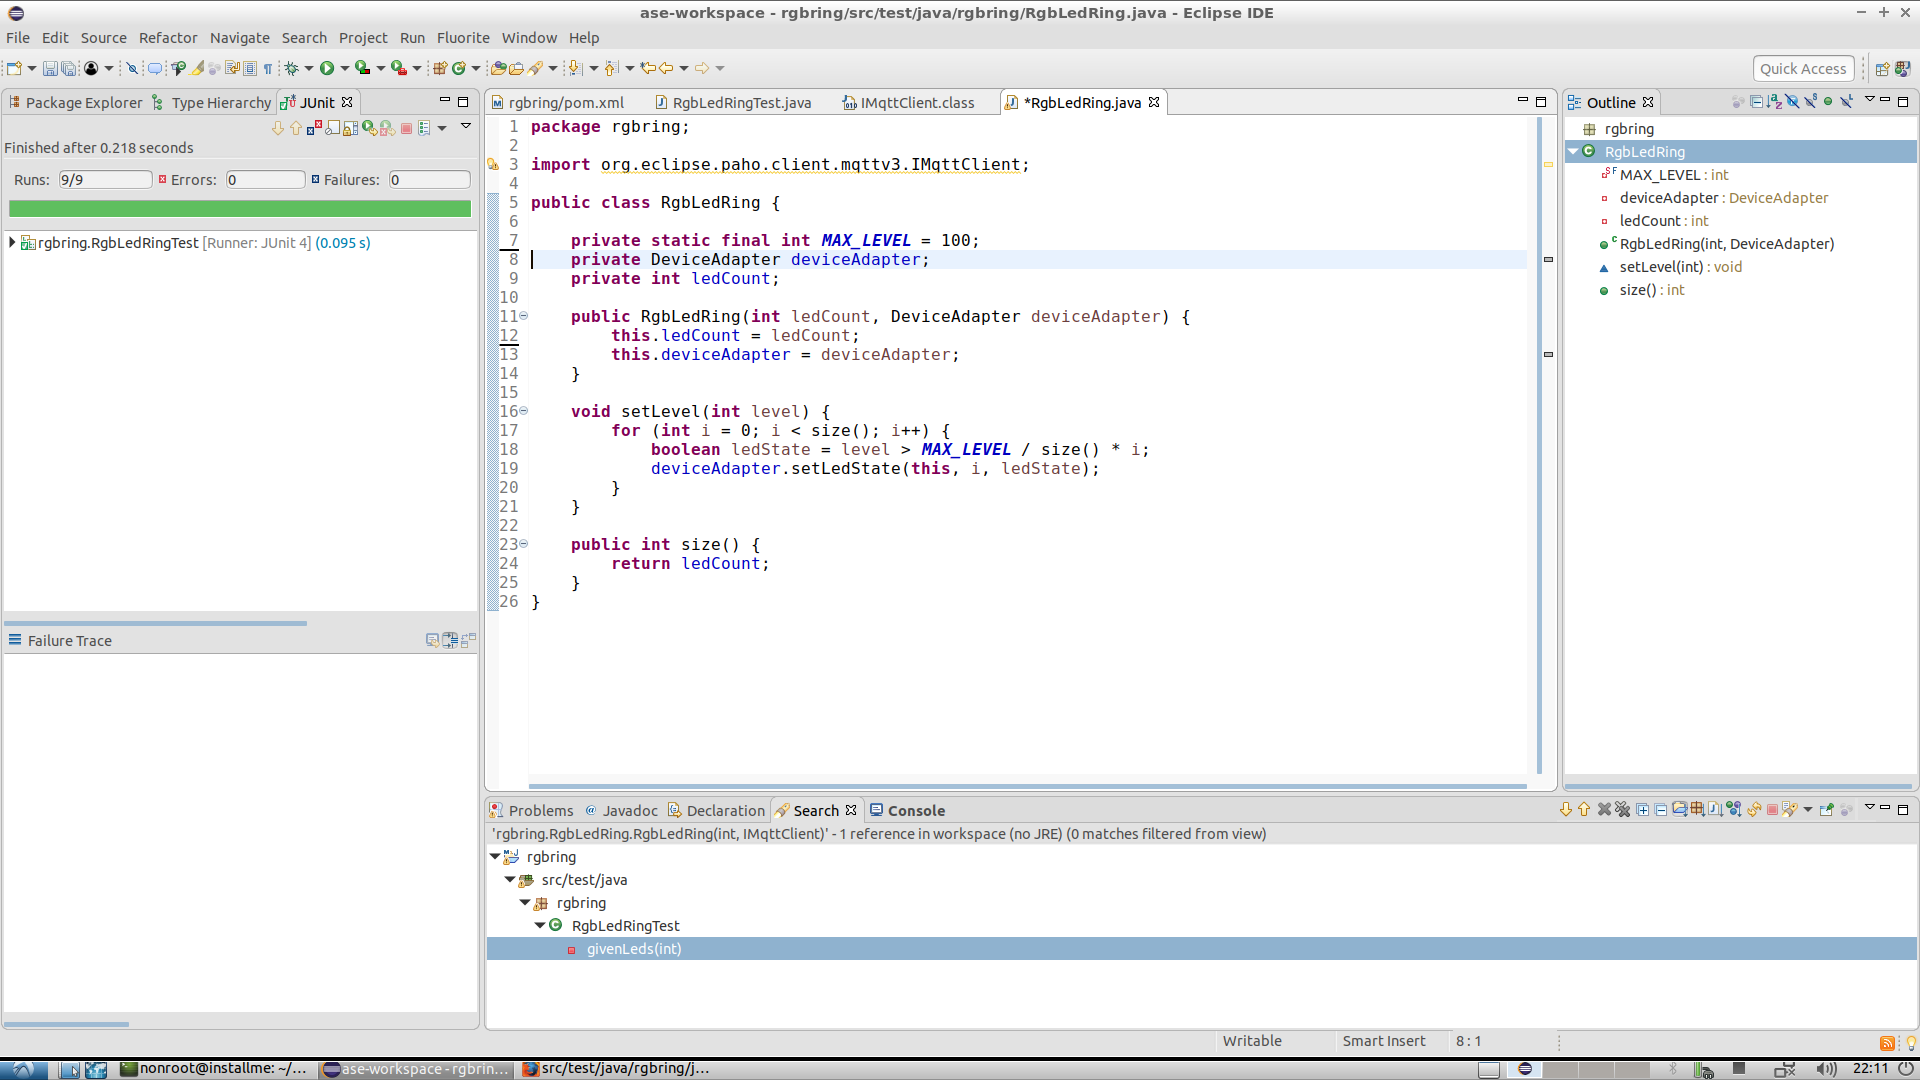 ase-workspace - rgbring/src/test/java/rgbring/RgbLedRing.java - Eclipse IDE
File Edit Source Refactor Navigate Search Project Run Fluorite Window Help
Quick Access
Package Explorer Type Hierarchy JUnit
Finished after 0.218 seconds
Runs: 9/9 Errors: 0 Failures: 0
rgbring.RgbLedRingTest [Runner: JUnit 4] (0.095 s)
Failure Trace
rgbring/pom.xml RgbLedRingTest.java IMqttClient.class *RgbLedRing.java
1 package rgbring;
2
3 import org.eclipse.paho.client.mqttv3.IMqttClient;
4
5 public class RgbLedRing {
6
7 private static final int MAX_LEVEL = 100;
8 private DeviceAdapter deviceAdapter;
9 private int ledCount;
10
11 public RgbLedRing(int ledCount, DeviceAdapter deviceAdapter) {
12 this.ledCount = ledCount;
13 this.deviceAdapter = deviceAdapter;
14 }
15
16 void setLevel(int level) {
17 for (int i = 0; i < size(); i++) {
18 boolean ledState = level > MAX_LEVEL / size() * i;
19 deviceAdapter.setLedState(this, i, ledState);
20 }
21 }
22
23 public int size() {
24 return ledCount;
25 }
26 }
Outline
rgbring
RgbLedRing
MAX_LEVEL : int
deviceAdapter : DeviceAdapter
ledCount : int
RgbLedRing(int, DeviceAdapter)
setLevel(int) : void
size() : int
Problems Javadoc Declaration Search Console
'rgbring.RgbLedRing.RgbLedRing(int, IMqttClient)' - 1 reference in workspace (no JRE) (0 matches filtered from view)
rgbring
src/test/java
rgbring
RgbLedRingTest
givenLeds(int)
Writable Smart Insert 8 : 1
nonroot@installme: ~/... ase-workspace - rgbrin... src/test/java/rgbring/j... 22:11